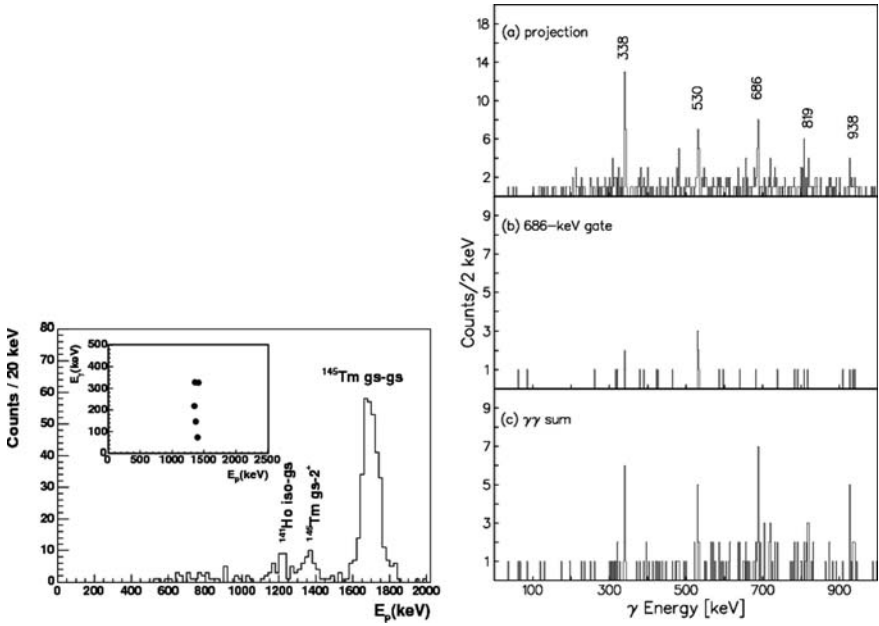 80
70
60
50
40
30
20
10
0
Counts / 20 keV
500
400
300
200
100
0
Eγ(keV)
0 500 1000 1500 2000 2500
Ep(keV)
¹⁴⁵Tm gs-gs
¹⁴¹Ho iso-gs
¹⁴⁵Tm gs-2⁺
0 200 400 600 800 1000 1200 1400 1600 1800 2000
Ep(keV)
18
14
10
6
2
(a) projection
338
530
686
819
938
9
7
5
3
1
(b) 686-keV gate
Counts/2 keV
9
7
5
3
1
(c) γγ sum
100 300 500 700 900
γ Energy [keV]